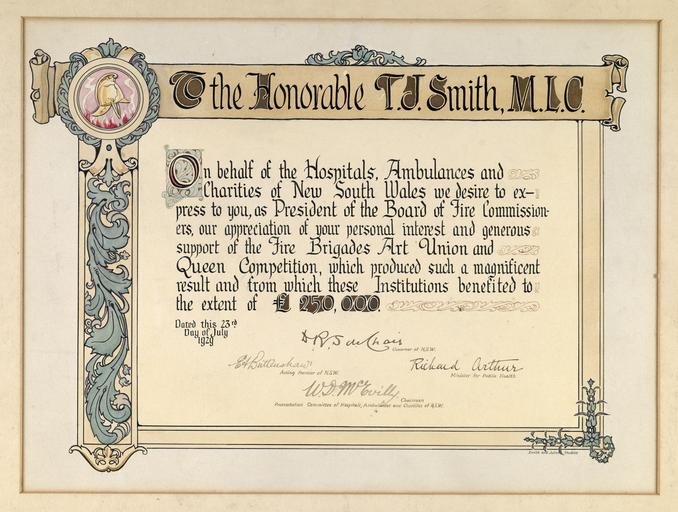 To the Honorable T.J. Smith, M.L.C.
On behalf of the Hospitals, Ambulances and
Charities of New South Wales we desire to ex-
press to you, as President of the Board of Fire Commission-
ers, our appreciation of your personal interest and generous
support of the Fire Brigades Art Union and
Queen Competition, which produced such a magnificent
result and from which these Institutions benefited to
the extent of £250,000
Dated this 23rd
Day of July
1929
Governor of N.S.W.
Acting Premier of N.S.W.
Richard Arthur
Minister for Public Health
W.D. McEvilly
Chairman
Presentation Committee of Hospitals, Ambulances and Charities of N.S.W.